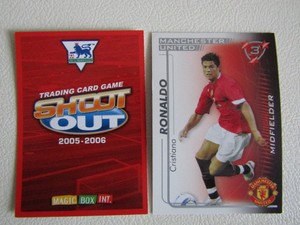 TRADING CARD GAME
SHOOT
OUT
2005-2006
MAGIC BOX INT.
MANCHESTER
UNITED
3
Cristiano
RONALDO
MIDFIELDER